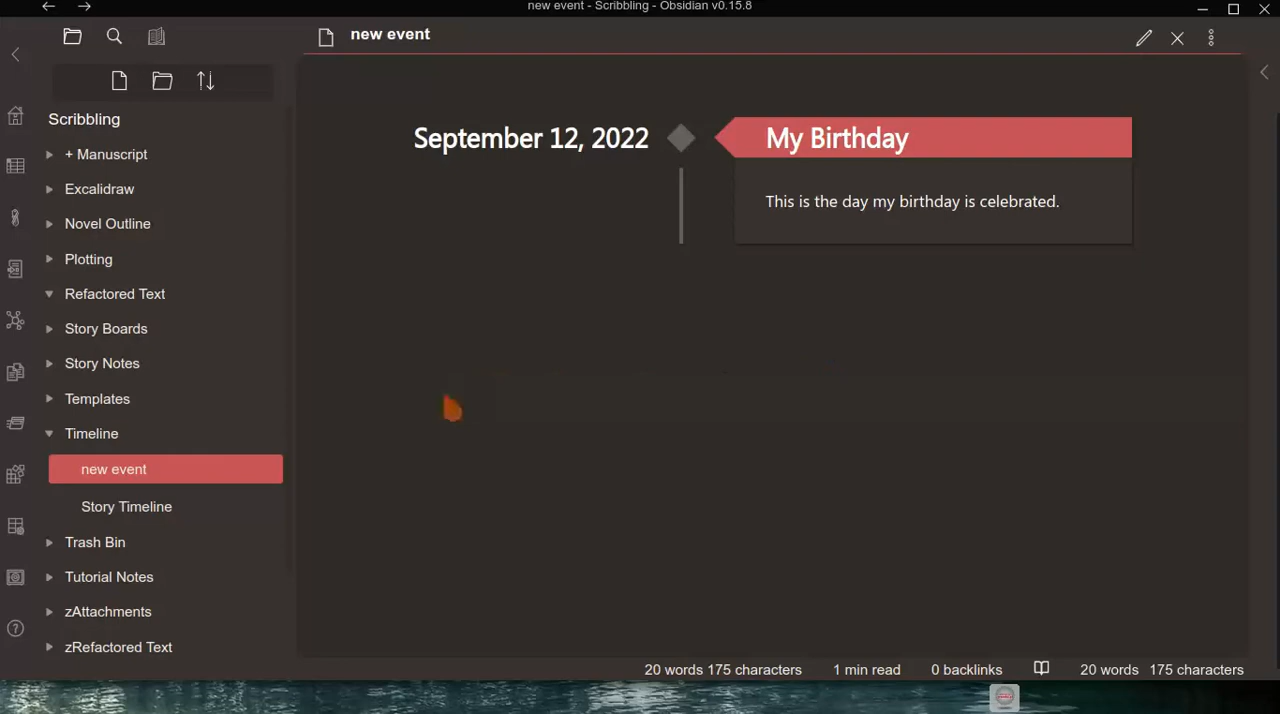 new event - Scribbling - Obsidian v0.15.8
new event
Scribbling
+ Manuscript
Excalidraw
Novel Outline
Plotting
Refactored Text
Story Boards
Story Notes
Templates
Timeline
new event
Story Timeline
Trash Bin
Tutorial Notes
zAttachments
zRefactored Text
September 12, 2022
My Birthday
This is the day my birthday is celebrated.
20 words 175 characters 1 min read 0 backlinks 20 words 175 characters